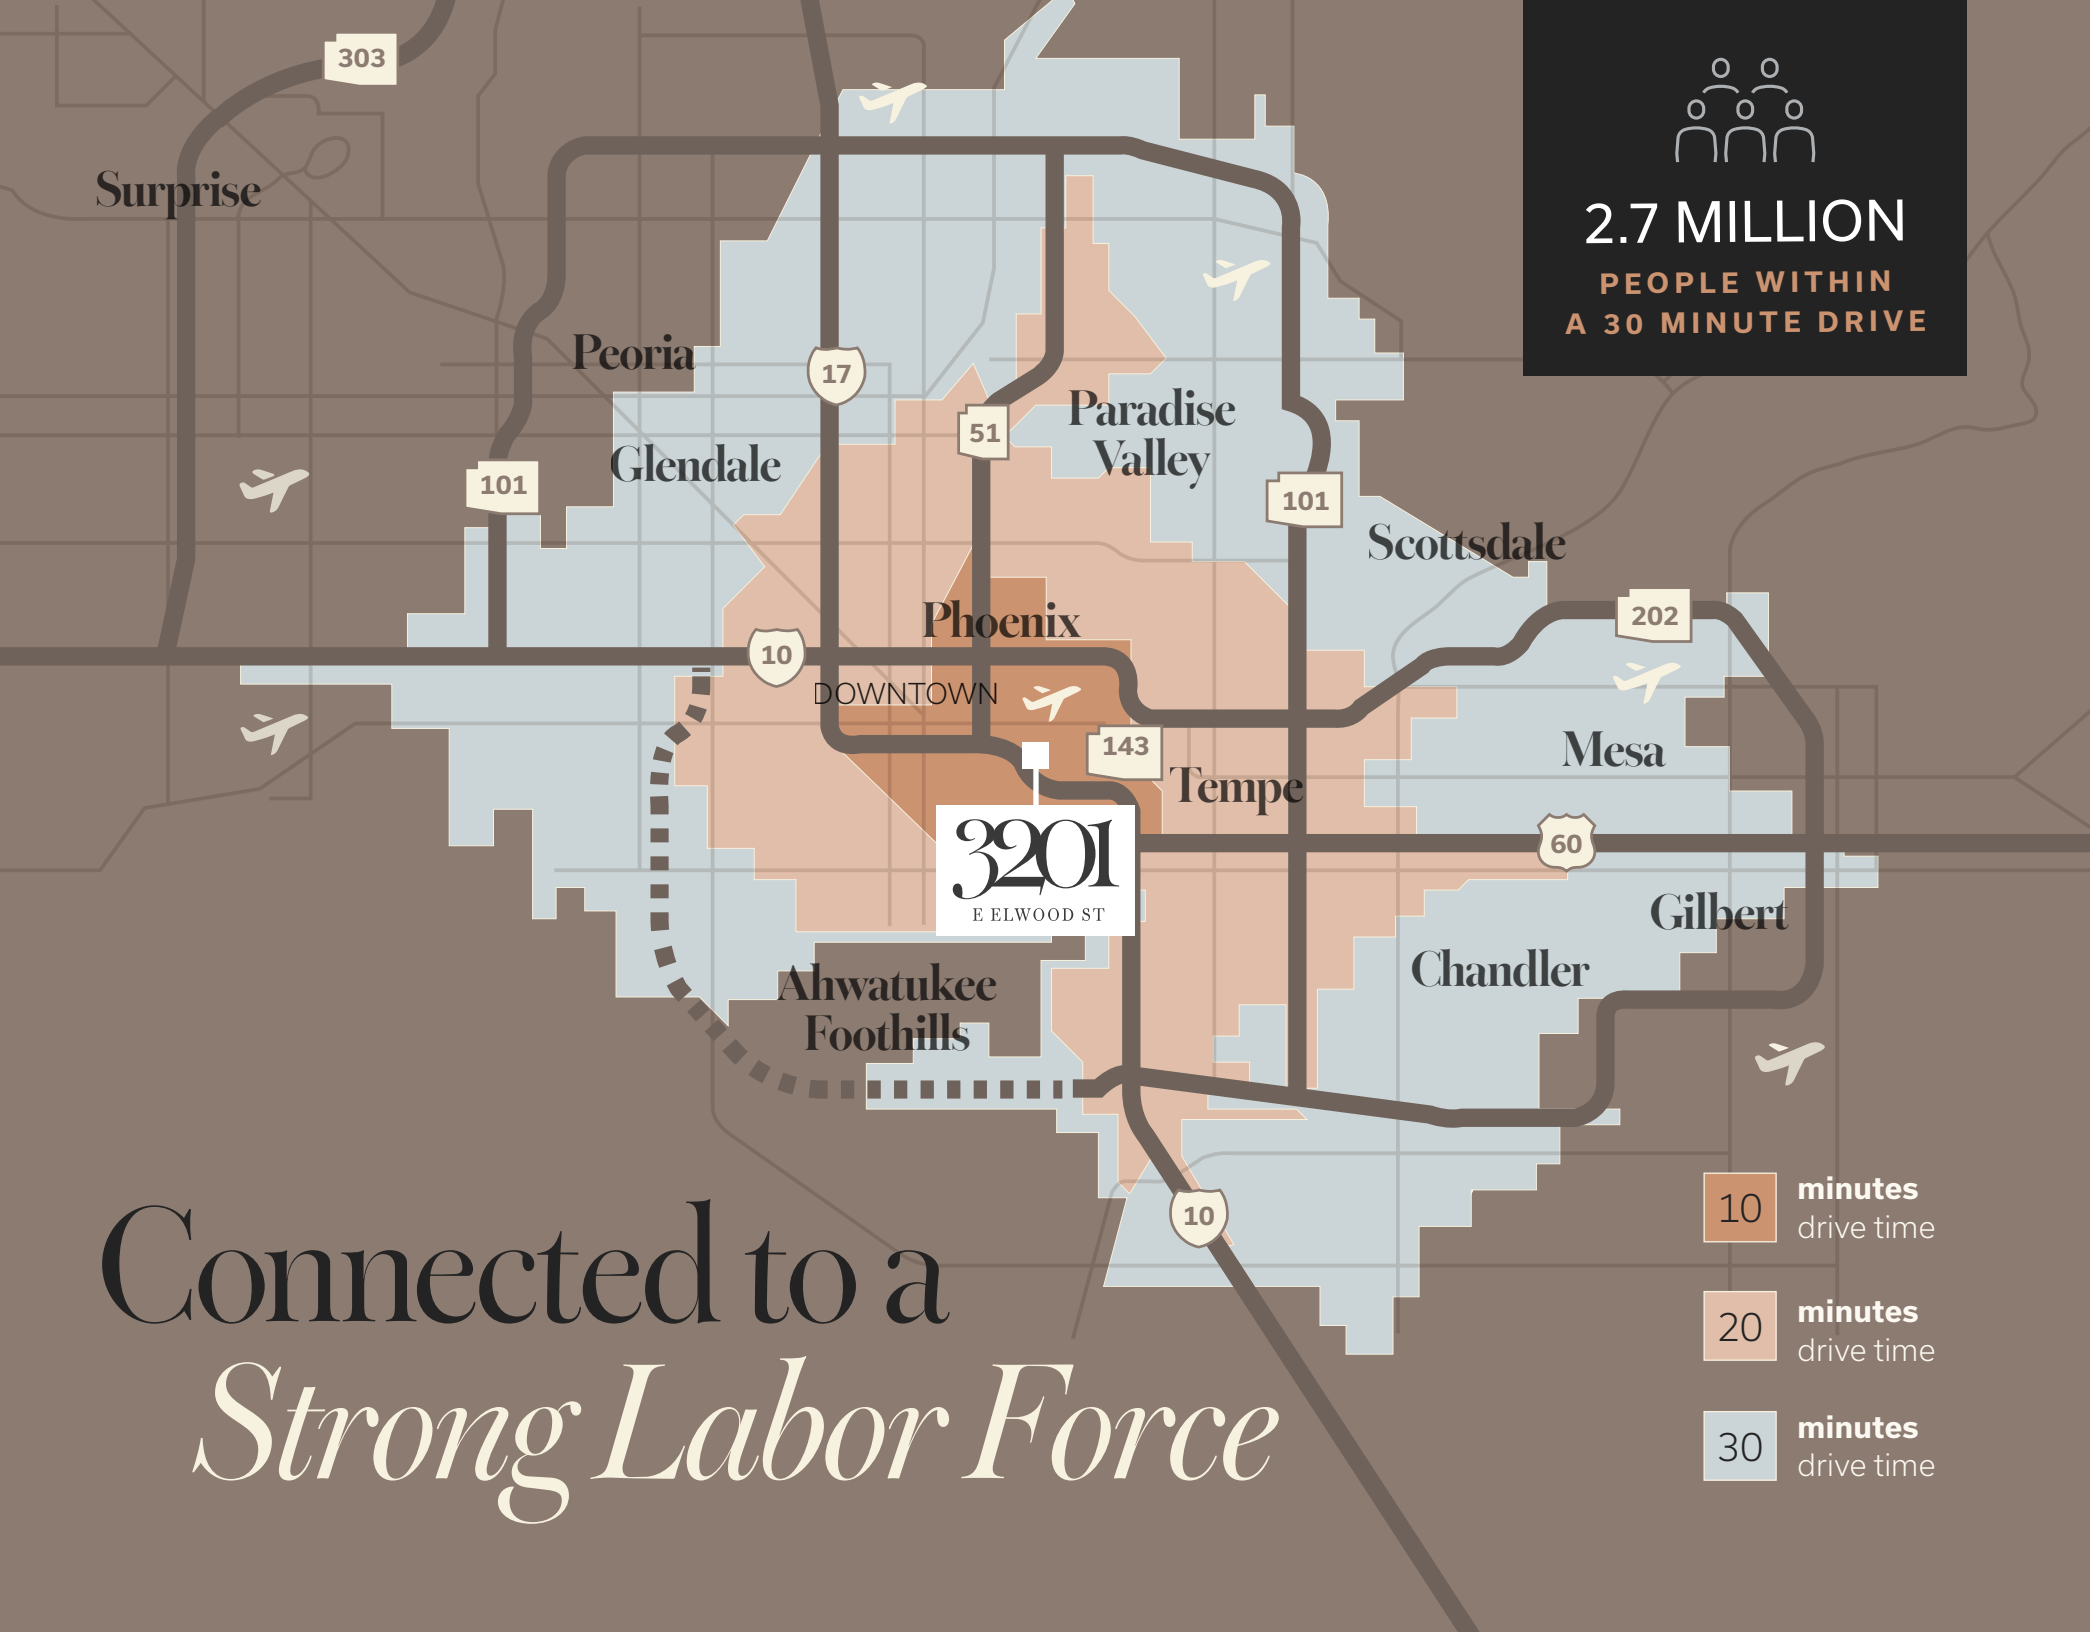 303
2.7 MILLION
PEOPLE WITHIN
A 30 MINUTE DRIVE
Surprise
Peoria
17
Paradise
Valley
51
Glendale
101
101
Scottsdale
202
Phoenix
10
DOWNTOWN
143
Mesa
Tempe
3201
E ELWOOD ST
60
Gilbert
Chandler
Ahwatukee
Foothills
10
Connected to a
Strong Labor Force
10
minutes
drive time
20
minutes
drive time
30
minutes
drive time